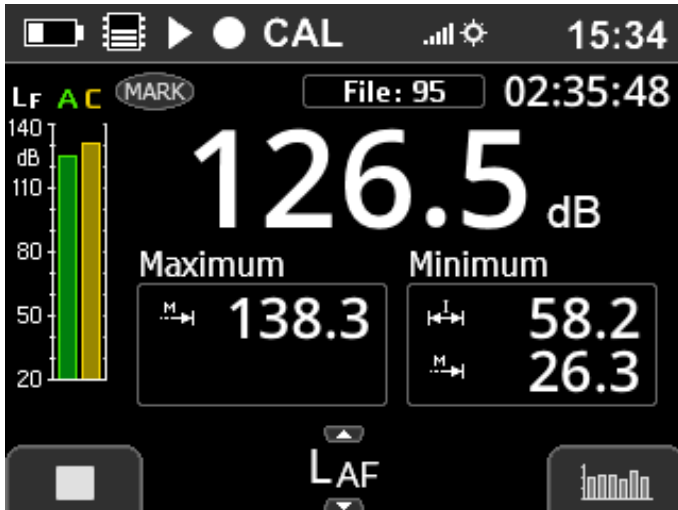 CAL 15:34
LF A C MARK File: 95 02:35:48
140
dB
110
80
50
20
126.5 dB
Maximum Minimum
M 138.3 I 58.2
M 26.3
LAF